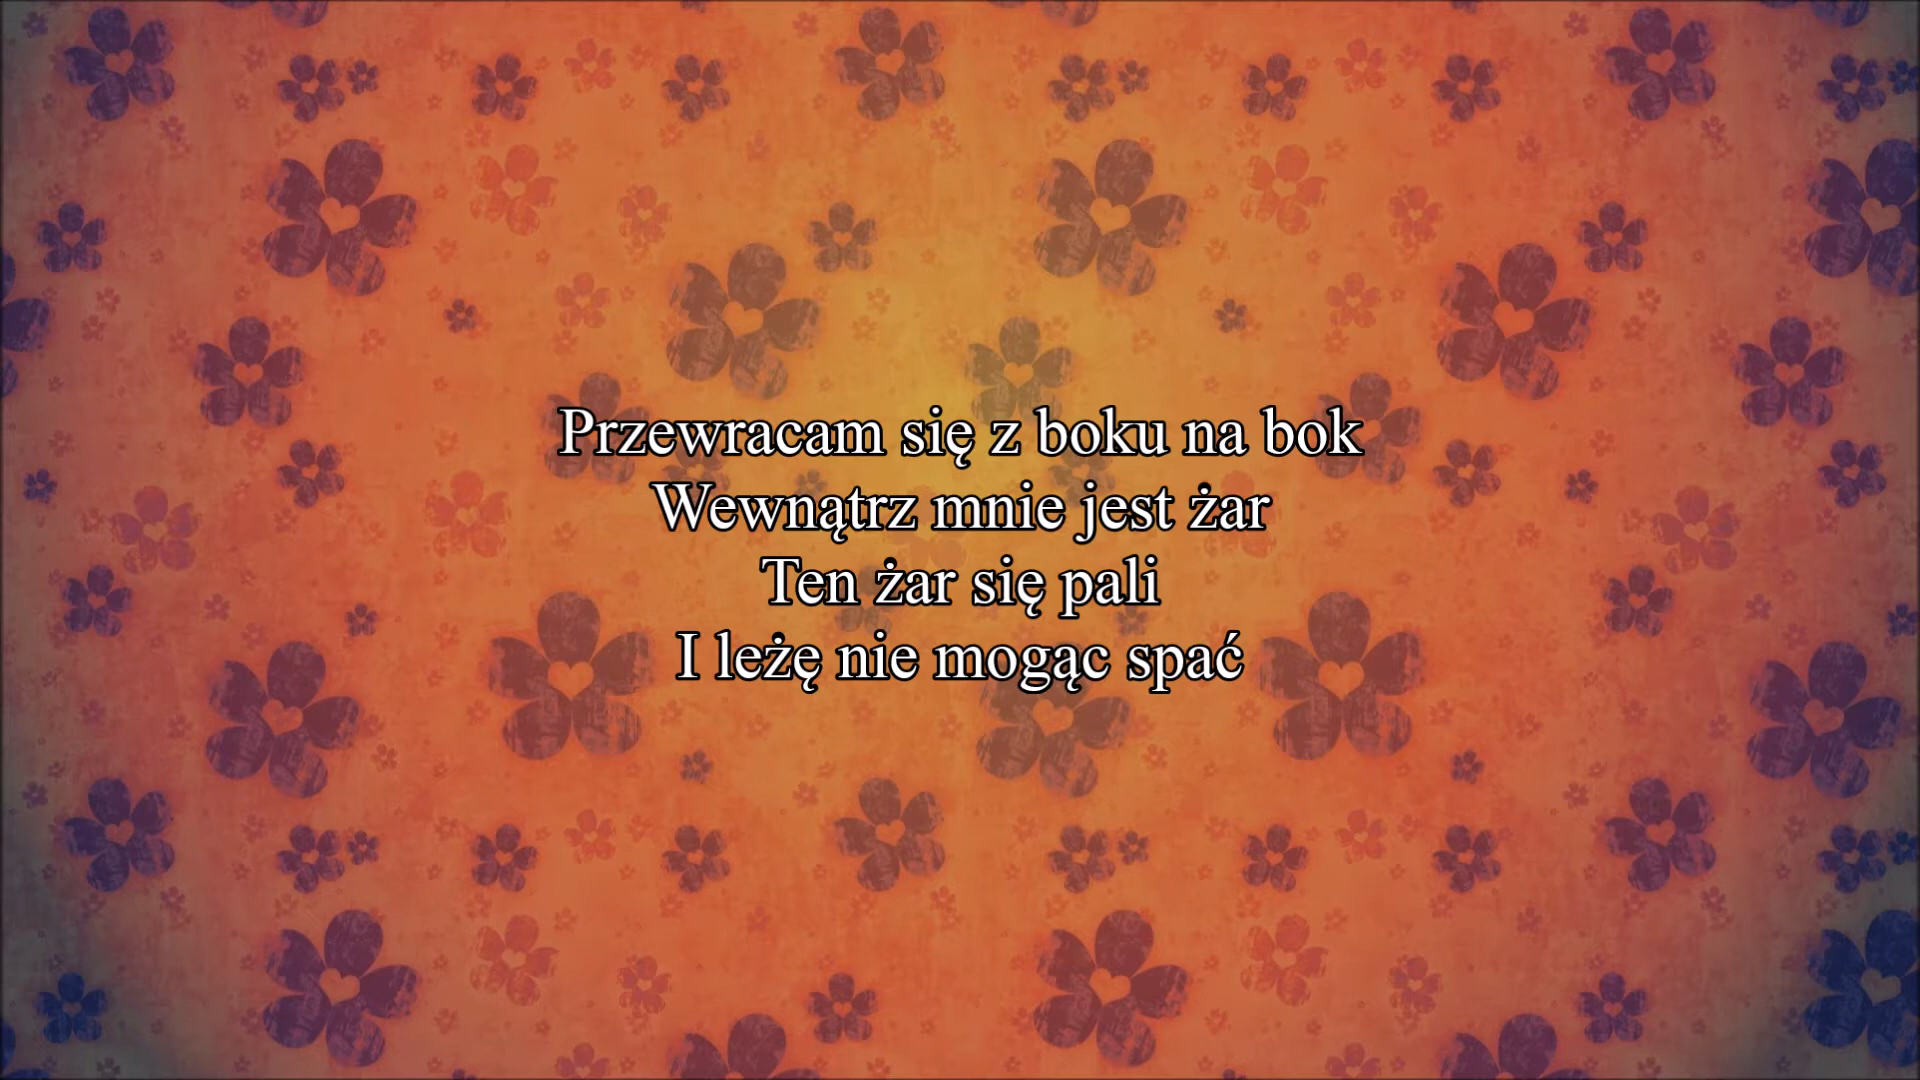 Przewracam się z boku na bok
Wewnątrz mnie jest żar
Ten żar się pali
I leżę nie mogąc spać